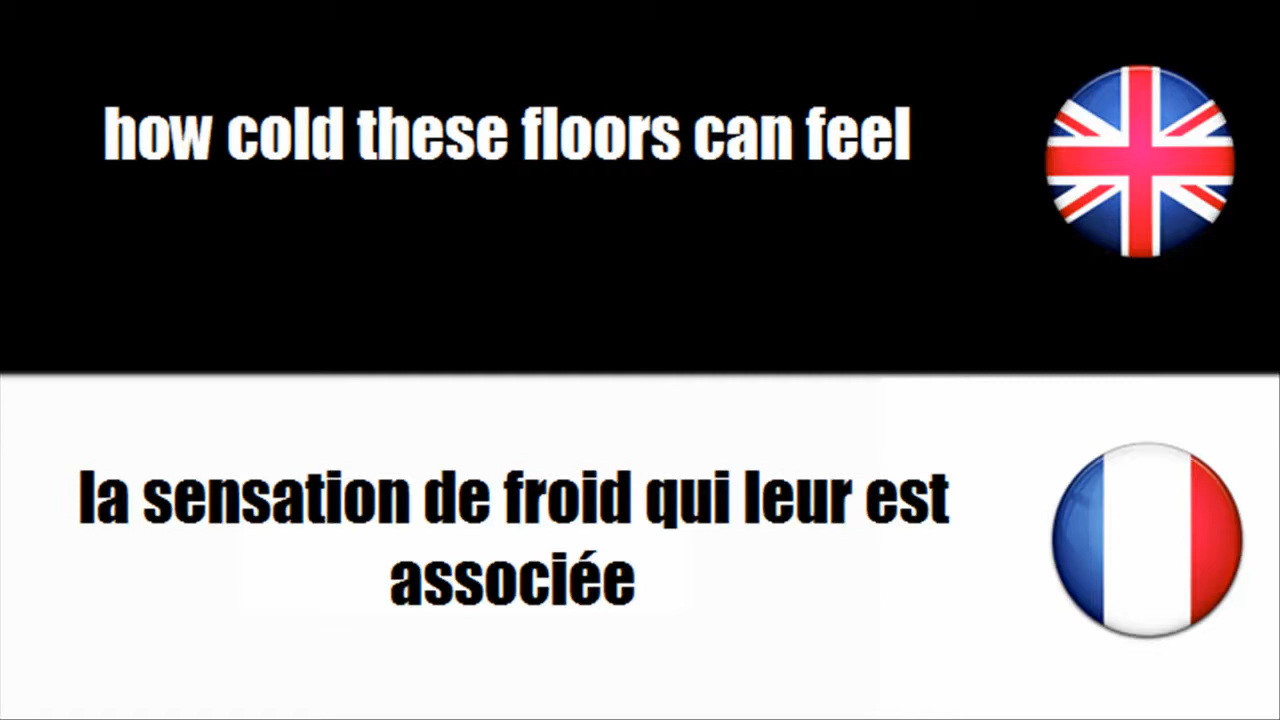 how cold these floors can feel
la sensation de froid qui leur est
associée